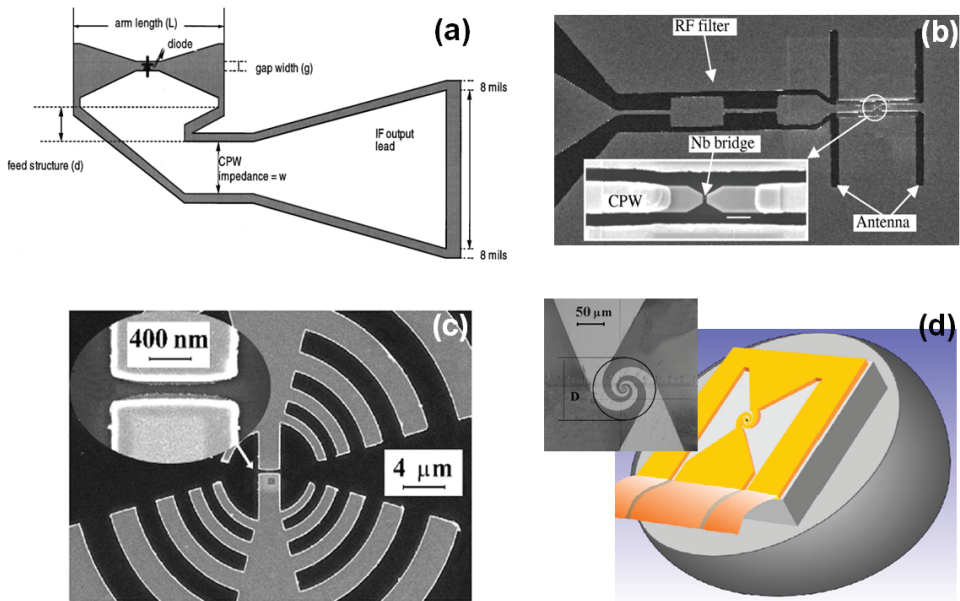 (a)
arm length (L)
diode
gap width (g)
8 mils
IF output
lead
feed structure (d)
CPW
impedance = w
8 mils
(b)
RF filter
Nb bridge
CPW
Antenna
(c)
400 nm
4 µm
(d)
50 µm
D